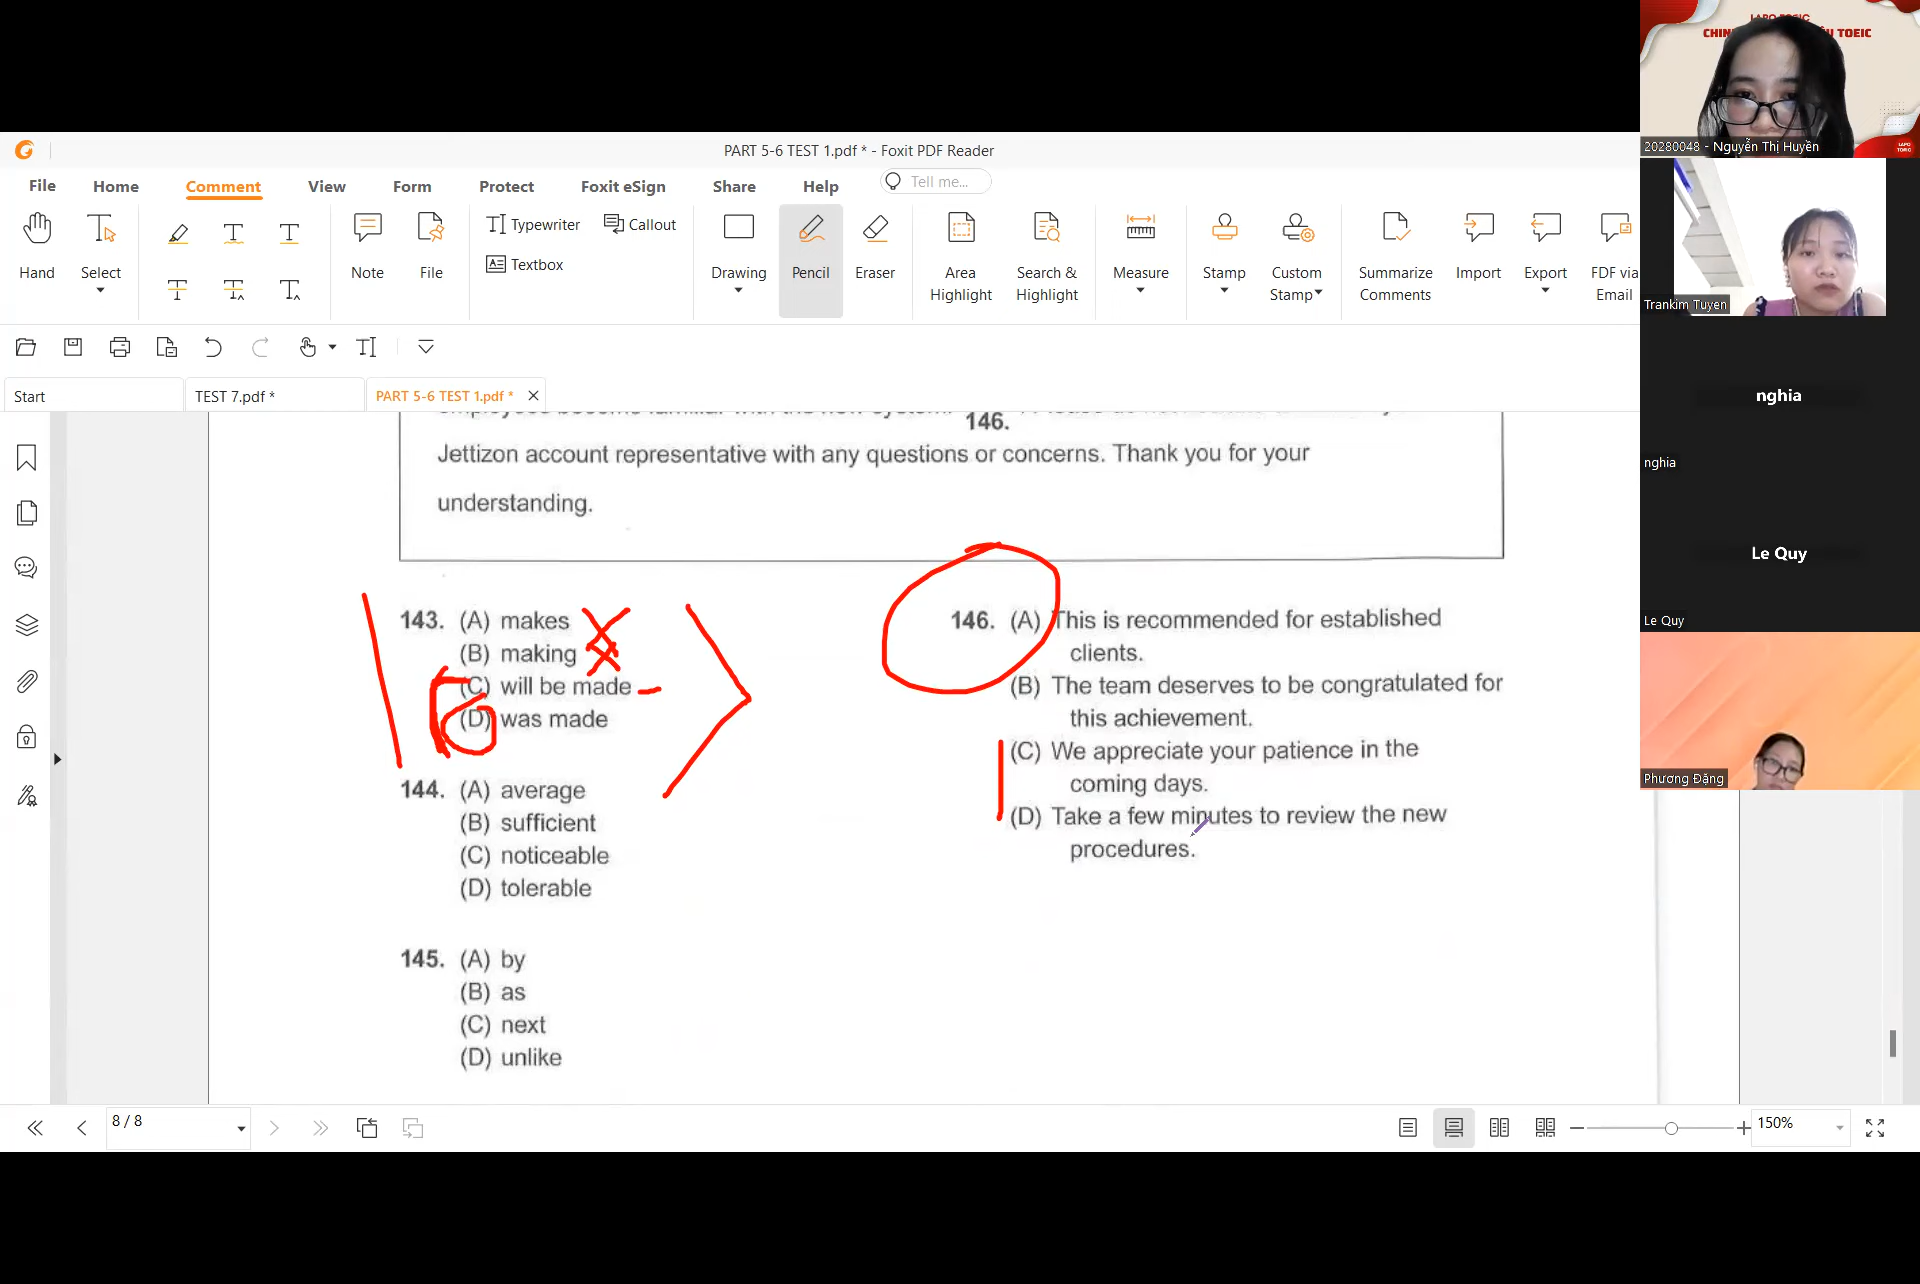 PART 5-6 TEST 1.pdf * - Foxit PDF Reader
File Home Comment View Form Protect Foxit eSign Share Help Tell me...
Hand
Select
Note
File
Typewriter
Callout
Textbox
Drawing
Pencil
Eraser
Area Highlight
Search & Highlight
Measure
Stamp
Custom Stamp
Summarize Comments
Import
Export
FDF via Email
Start
TEST 7.pdf *
PART 5-6 TEST 1.pdf *
146.
Jettizon account representative with any questions or concerns. Thank you for your
understanding.
143. (A) makes
(B) making
(C) will be made
(D) was made
144. (A) average
(B) sufficient
(C) noticeable
(D) tolerable
145. (A) by
(B) as
(C) next
(D) unlike
146. (A) This is recommended for established
clients.
(B) The team deserves to be congratulated for
this achievement.
(C) We appreciate your patience in the
coming days.
(D) Take a few minutes to review the new
procedures.
8 / 8
150%
20280048 - Nguyễn Thị Huyền
Trankim Tuyen
nghia
nghia
Le Quy
Le Quy
Phương Đặng